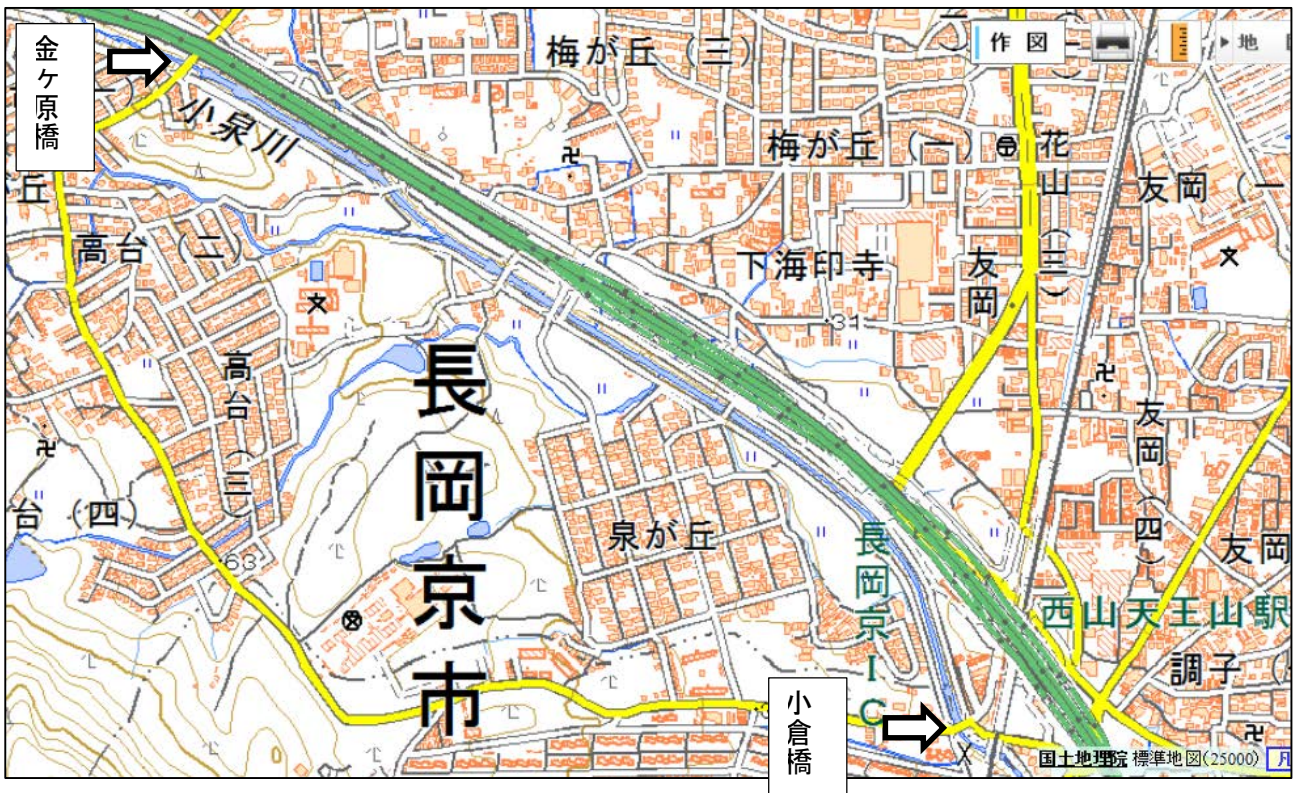 金ヶ原橋
小泉川
梅が丘（三）
作図
地
梅が丘（一）
花山（三）
友岡（一
丘
高台（二）
下海印寺
友岡
31
高台（三）
長岡京市
友岡（四）
台（四）
63
泉が丘
長岡京IC
友岡
西山天王山駅
調子（
小倉橋
国土地理院 標準地図(25000)
凡